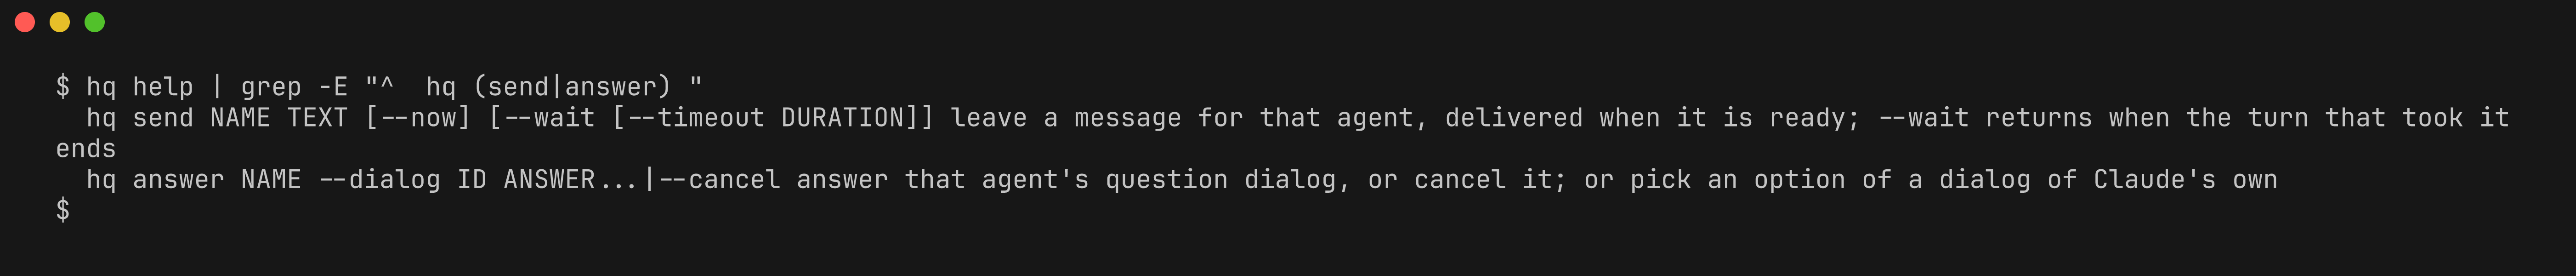 $ hq help | grep -E "^  hq (send|answer) "
  hq send NAME TEXT [--now] [--wait [--timeout DURATION]] leave a message for that agent, delivered when it is ready; --wait returns when the turn that took it
ends
  hq answer NAME --dialog ID ANSWER...|--cancel answer that agent's question dialog, or cancel it; or pick an option of a dialog of Claude's own
$